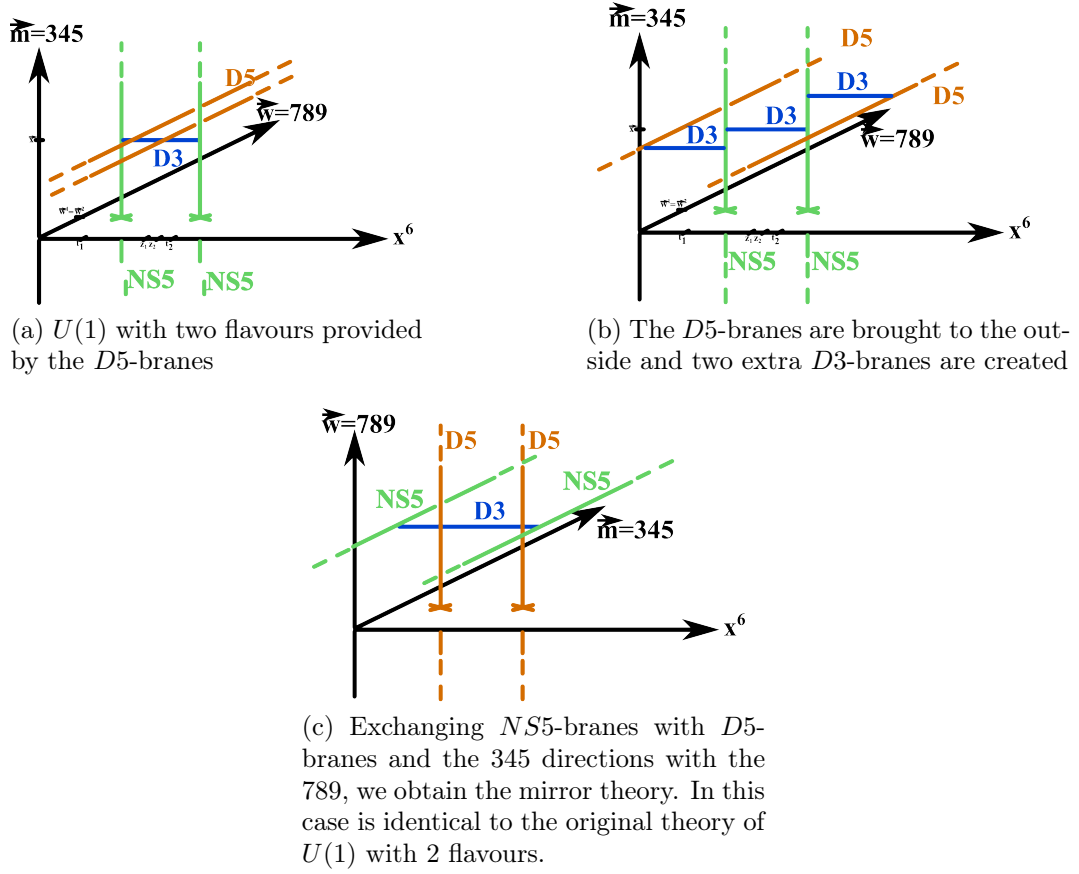 m=345
D5
w=789
D3
x⁶
NS5
NS5
(a) U(1) with two flavours provided
by the D5-branes
m=345
D5
D3
D5
D3
D3
w=789
x⁶
NS5
NS5
(b) The D5-branes are brought to the out-
side and two extra D3-branes are created
w=789
D5
D5
NS5
NS5
D3
m=345
x⁶
(c) Exchanging NS5-branes with D5-
branes and the 345 directions with the
789, we obtain the mirror theory. In this
case is identical to the original theory of
U(1) with 2 flavours.